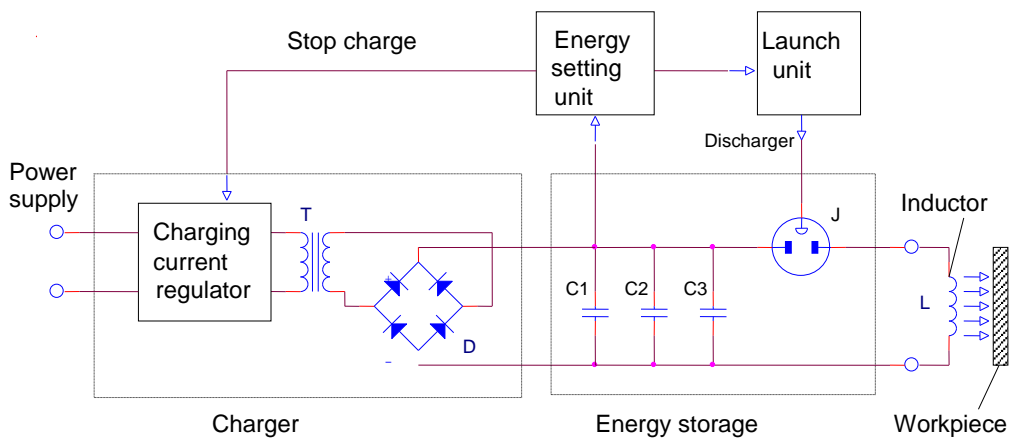 Stop charge
Energy
setting
unit
Launch
unit
Discharger
Power
supply
Charging
current
regulator
T
D
C1
C2
C3
J
Inductor
L
Charger
Energy storage
Workpiece